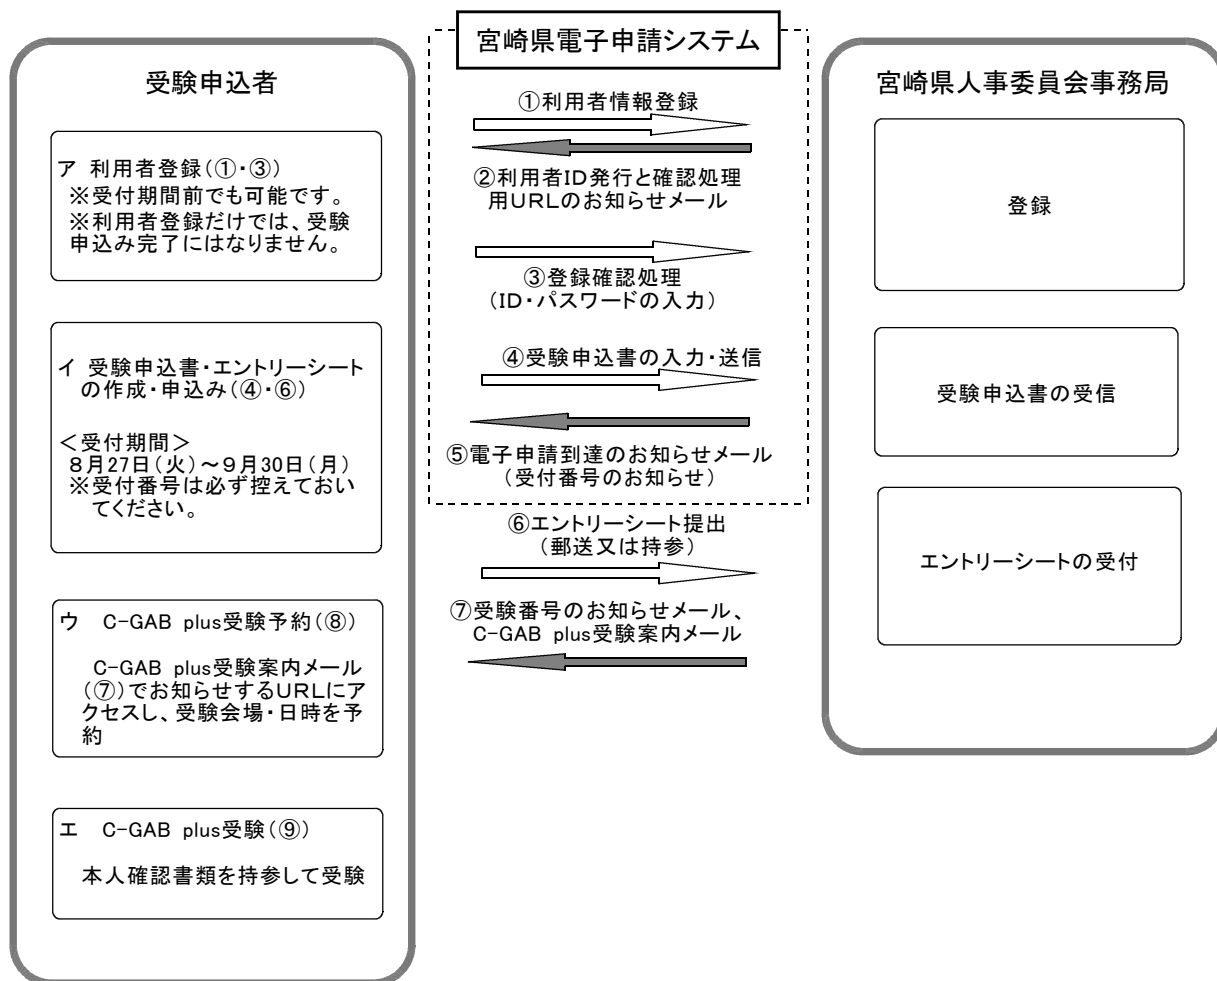 宮崎県電子申請システム
受験申込者
ア 利用者登録(①・③)
※受付期間前でも可能です。
※利用者登録だけでは、受験
申込み完了にはなりません。
イ 受験申込書・エントリーシート
の作成・申込み(④・⑥)
<受付期間>
8月27日(火)~9月30日(月)
※受付番号は必ず控えておい
てください。
ウ C-GAB plus受験予約(⑧)
C-GAB plus受験案内メール
(⑦)でお知らせするURLにア
クセスし、受験会場・日時を予
約
エ C-GAB plus受験(⑨)
本人確認書類を持参して受験
①利用者情報登録
②利用者ID発行と確認処理
用URLのお知らせメール
③登録確認処理
(ID・パスワードの入力)
④受験申込書の入力・送信
⑤電子申請到達のお知らせメール
(受付番号のお知らせ)
⑥エントリーシート提出
(郵送又は持参)
⑦受験番号のお知らせメール、
C-GAB plus受験案内メール
宮崎県人事委員会事務局
登録
受験申込書の受信
エントリーシートの受付